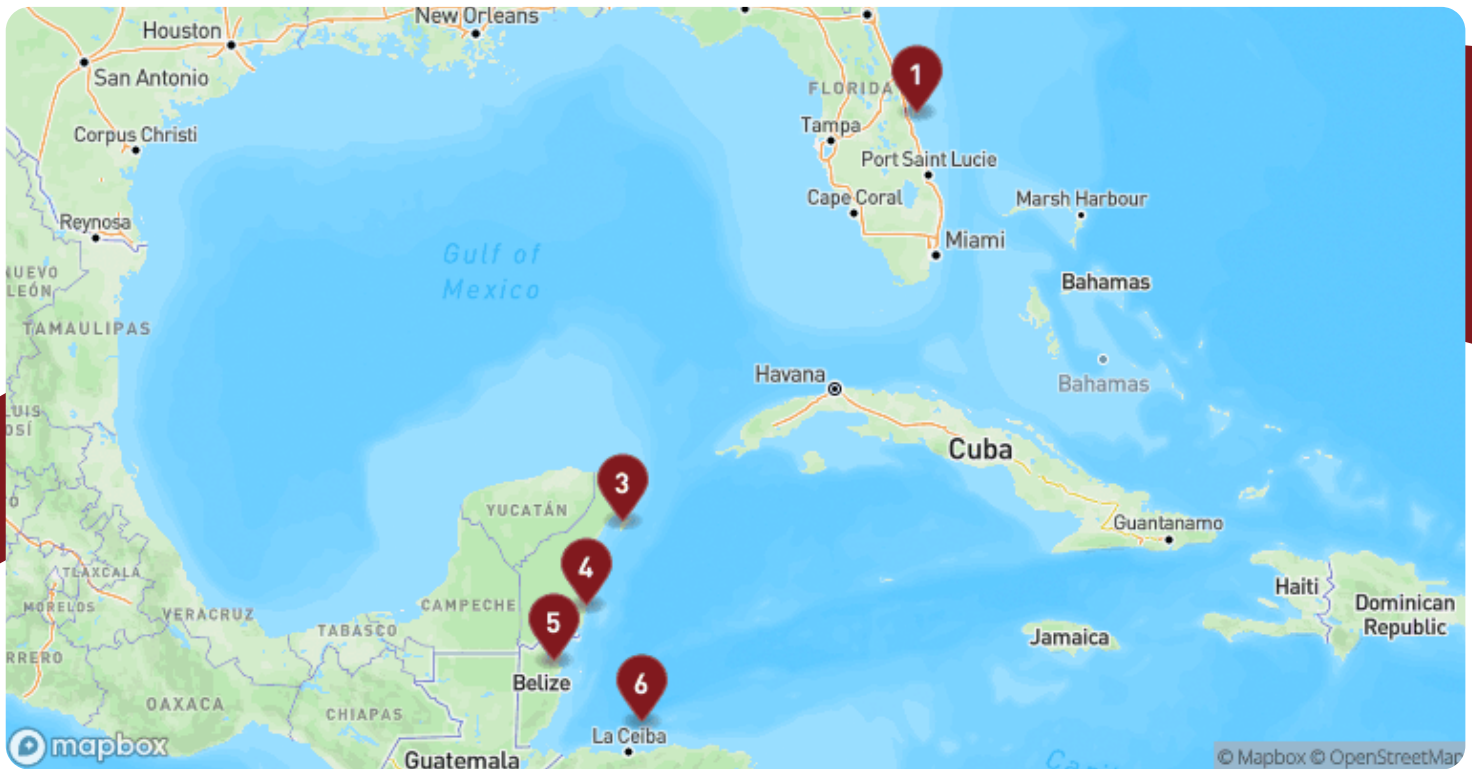 New Orleans
Houston
San Antonio
1
FLORIDA
Tampa
Corpus Christi
Port Saint Lucie
Cape Coral
Marsh Harbour
Reynosa
Miami
Gulf of
Mexico
NUEVO
LEÓN
Bahamas
TAMAULIPAS
Havana
Bahamas
LUIS
OSÍ
Cuba
3
YUCATÁN
Guantanamo
4
TLAXCALA
Haiti
MORELOS
CAMPECHE
Dominican
Republic
VERACRUZ
5
TABASCO
Jamaica
RRERO
Belize
6
OAXACA
CHIAPAS
La Ceiba
mapbox
Guatemala
© Mapbox © OpenStreetMap